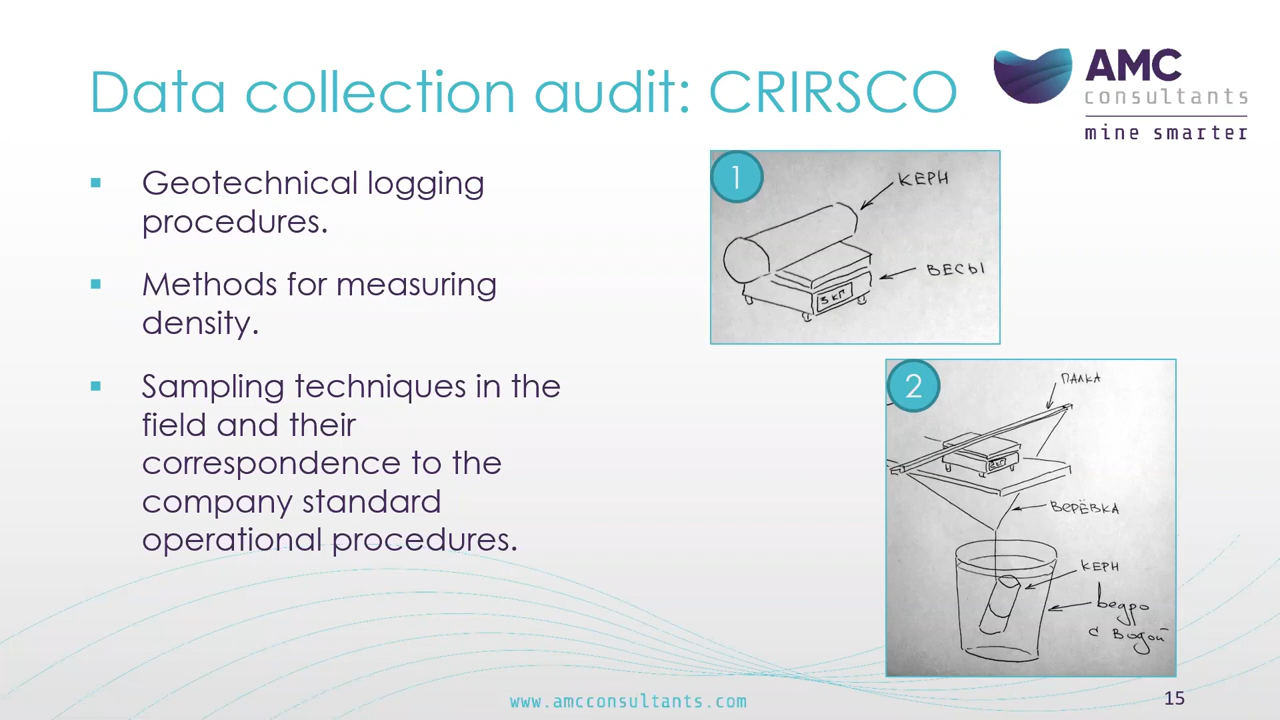 Data collection audit: CRIRSCO
AMC
consultants
mine smarter
Geotechnical logging
procedures.
Methods for measuring
density.
Sampling techniques in the
field and their
correspondence to the
company standard
operational procedures.
1
КЕРН
ВЕСЫ
3 кг
2
ПАЛКА
ВЕРЁВКА
КЕРН
ведро
с водой
www.amcconsultants.com
15